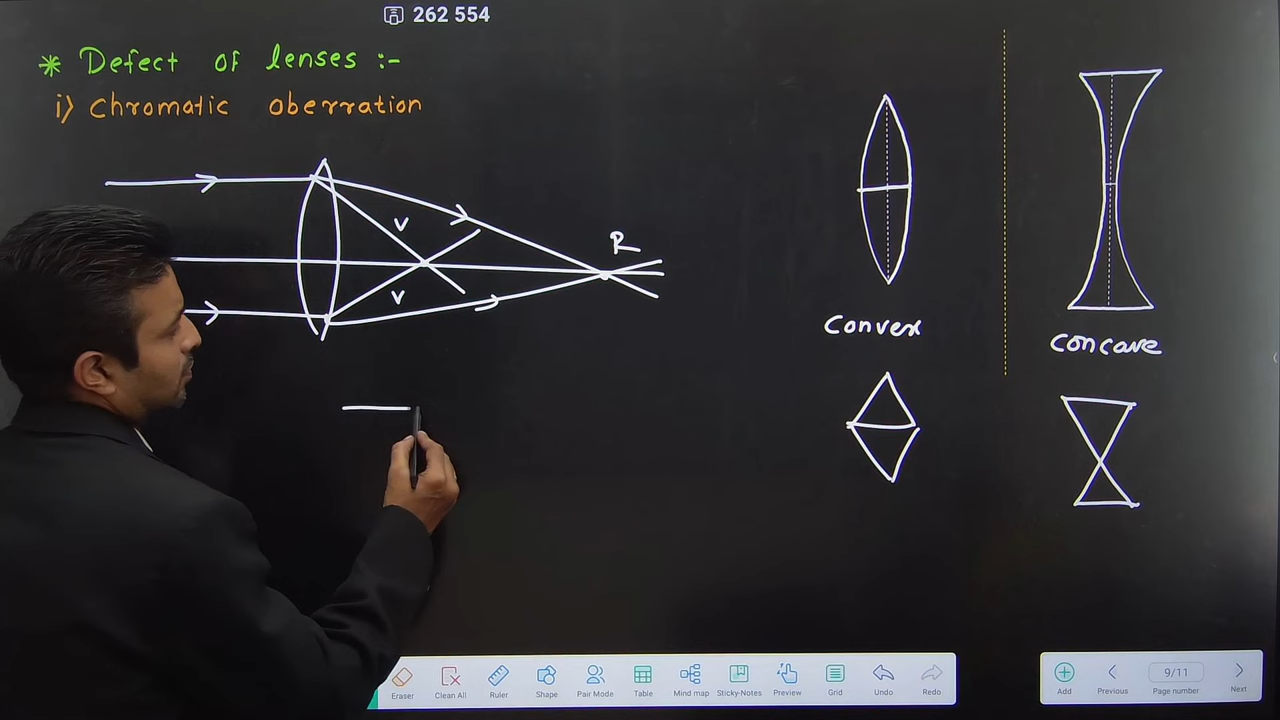 262 554
* Defect of lenses :-
i) Chromatic oberration
V
V
R
Convex
Concave
Eraser
Clean All
Ruler
Shape
Pair Mode
Table
Mind map
Sticky-Notes
Preview
Grid
Undo
Redo
Add
Previous
9/11
Page number
Next